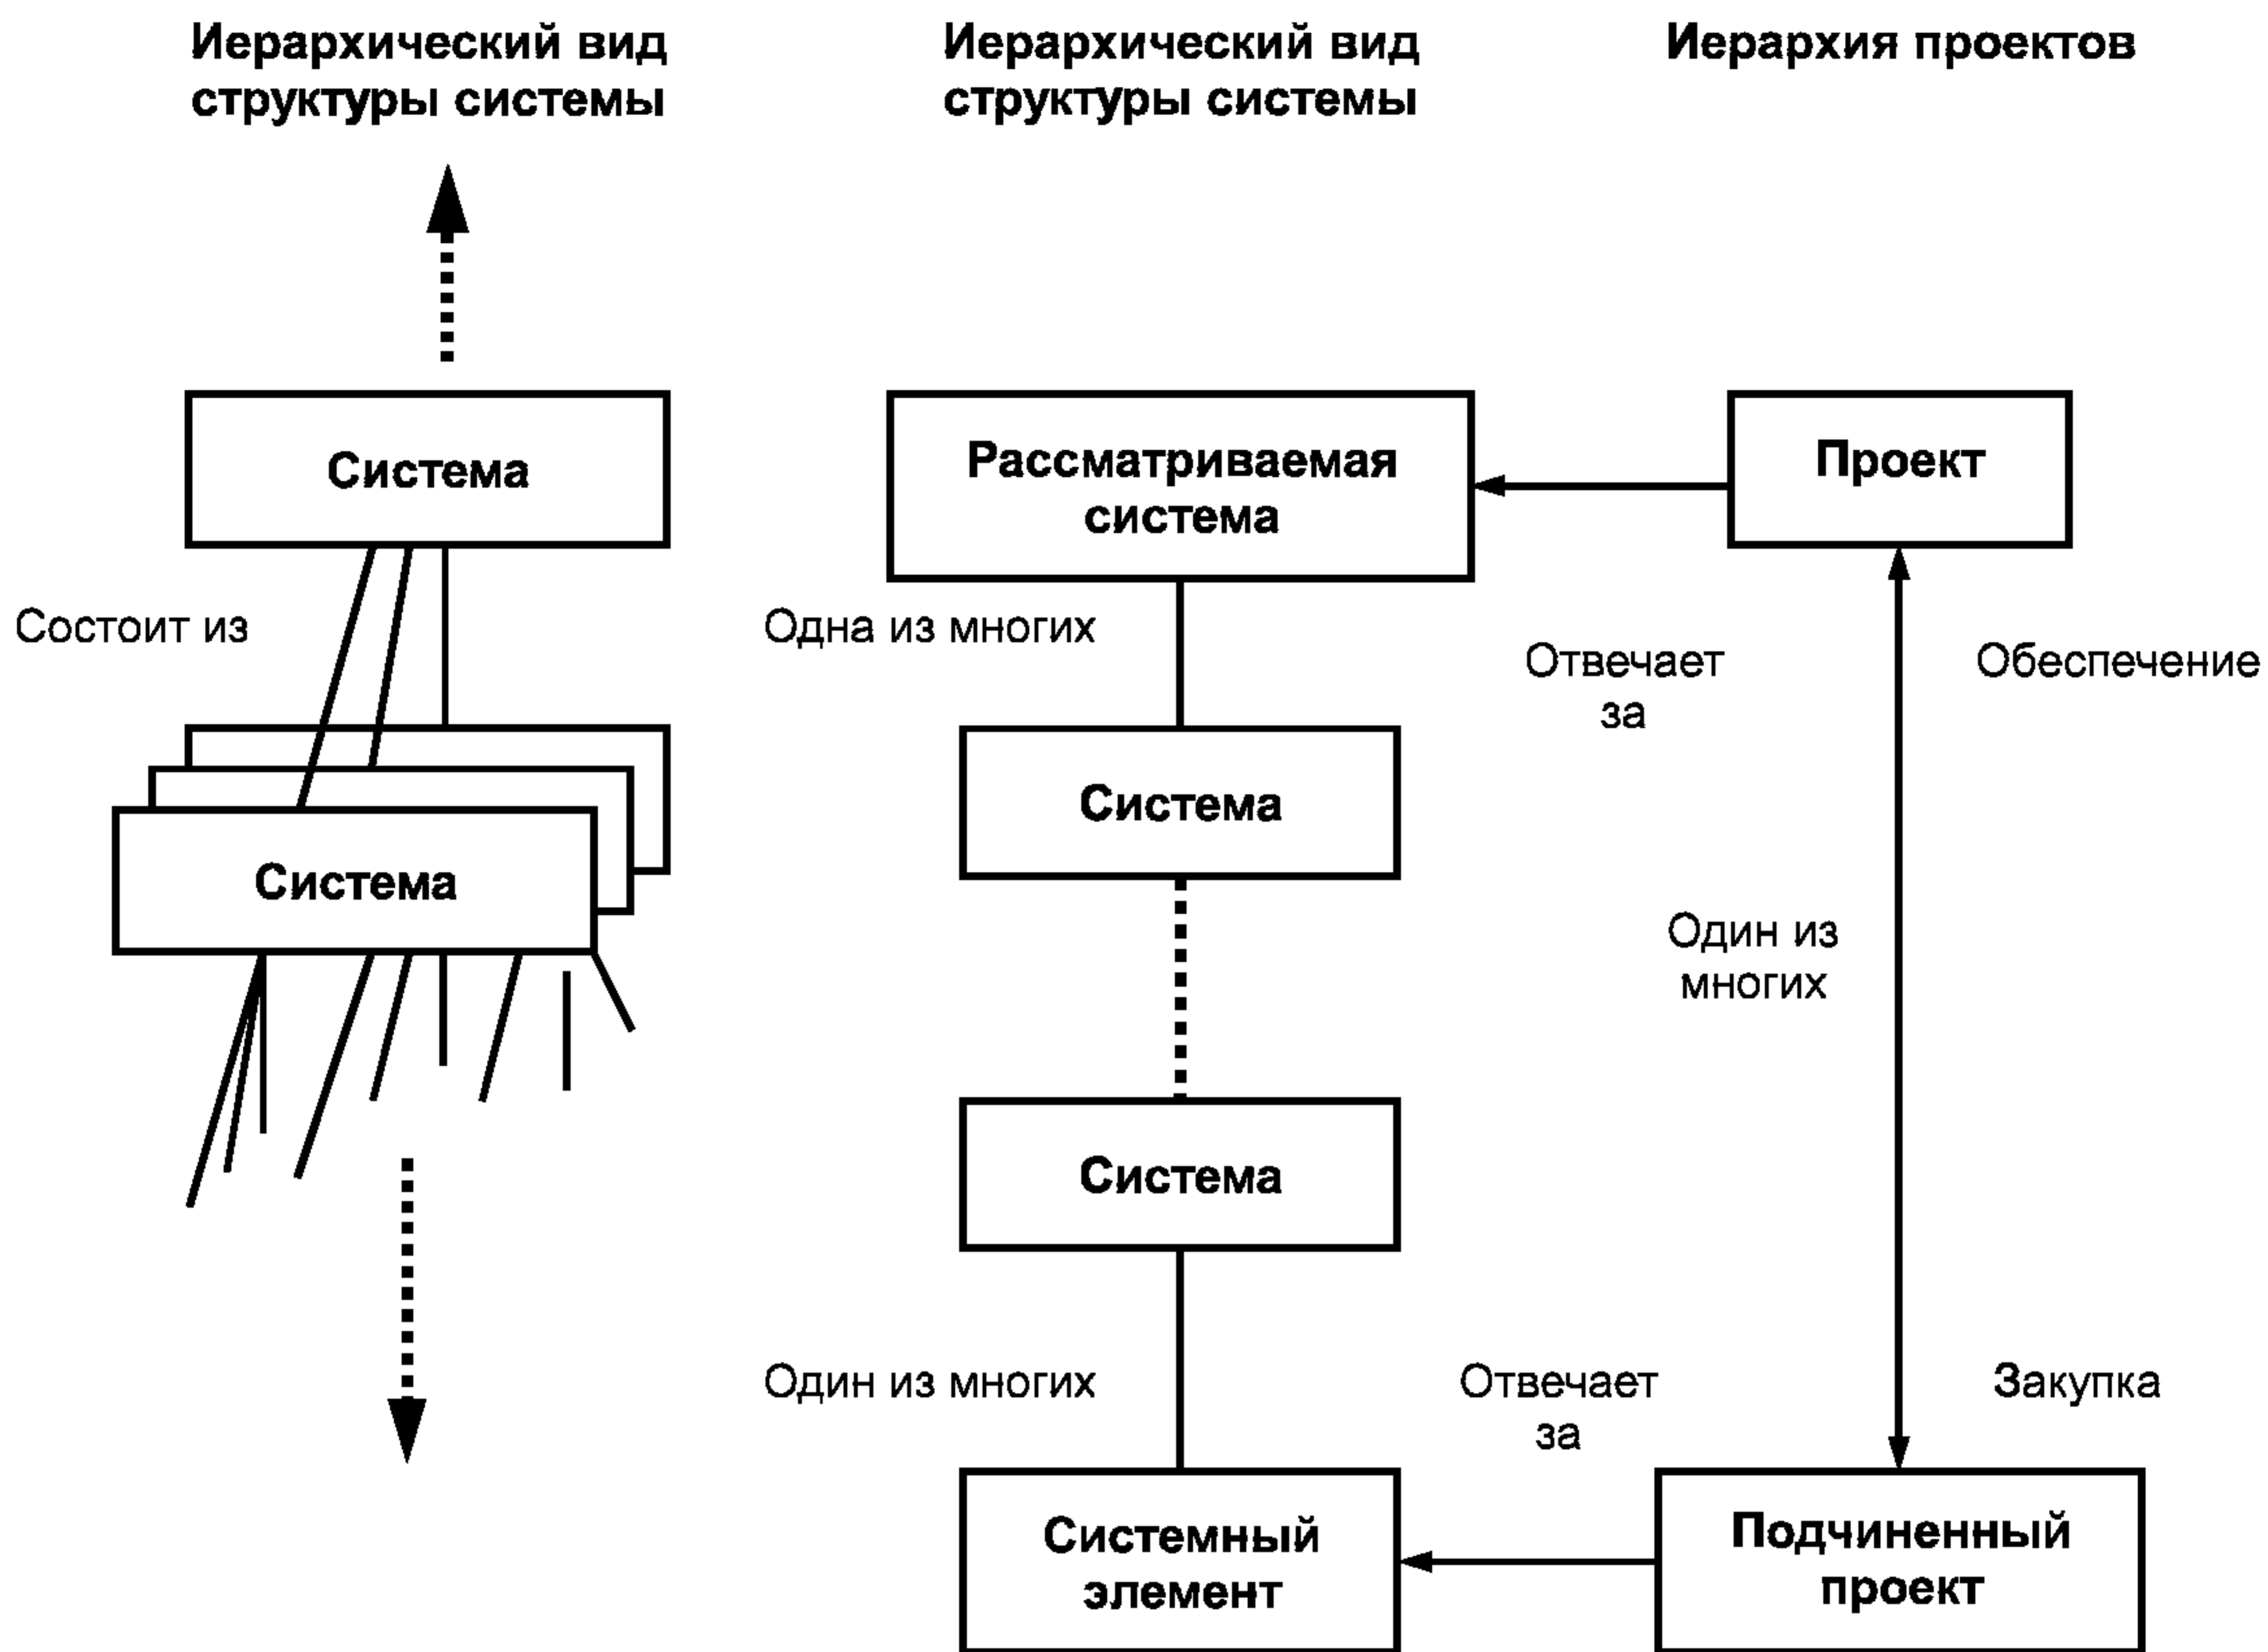 Иерархический вид
структуры системы
Иерархический вид
структуры системы
Иерархия проектов
Система
Рассматриваемая
система
Проект
Состоит из
Одна из многих
Отвечает
за
Обеспечение
Система
Система
Один из
многих
Система
Один из многих
Отвечает
за
Закупка
Системный
элемент
Подчиненный
проект